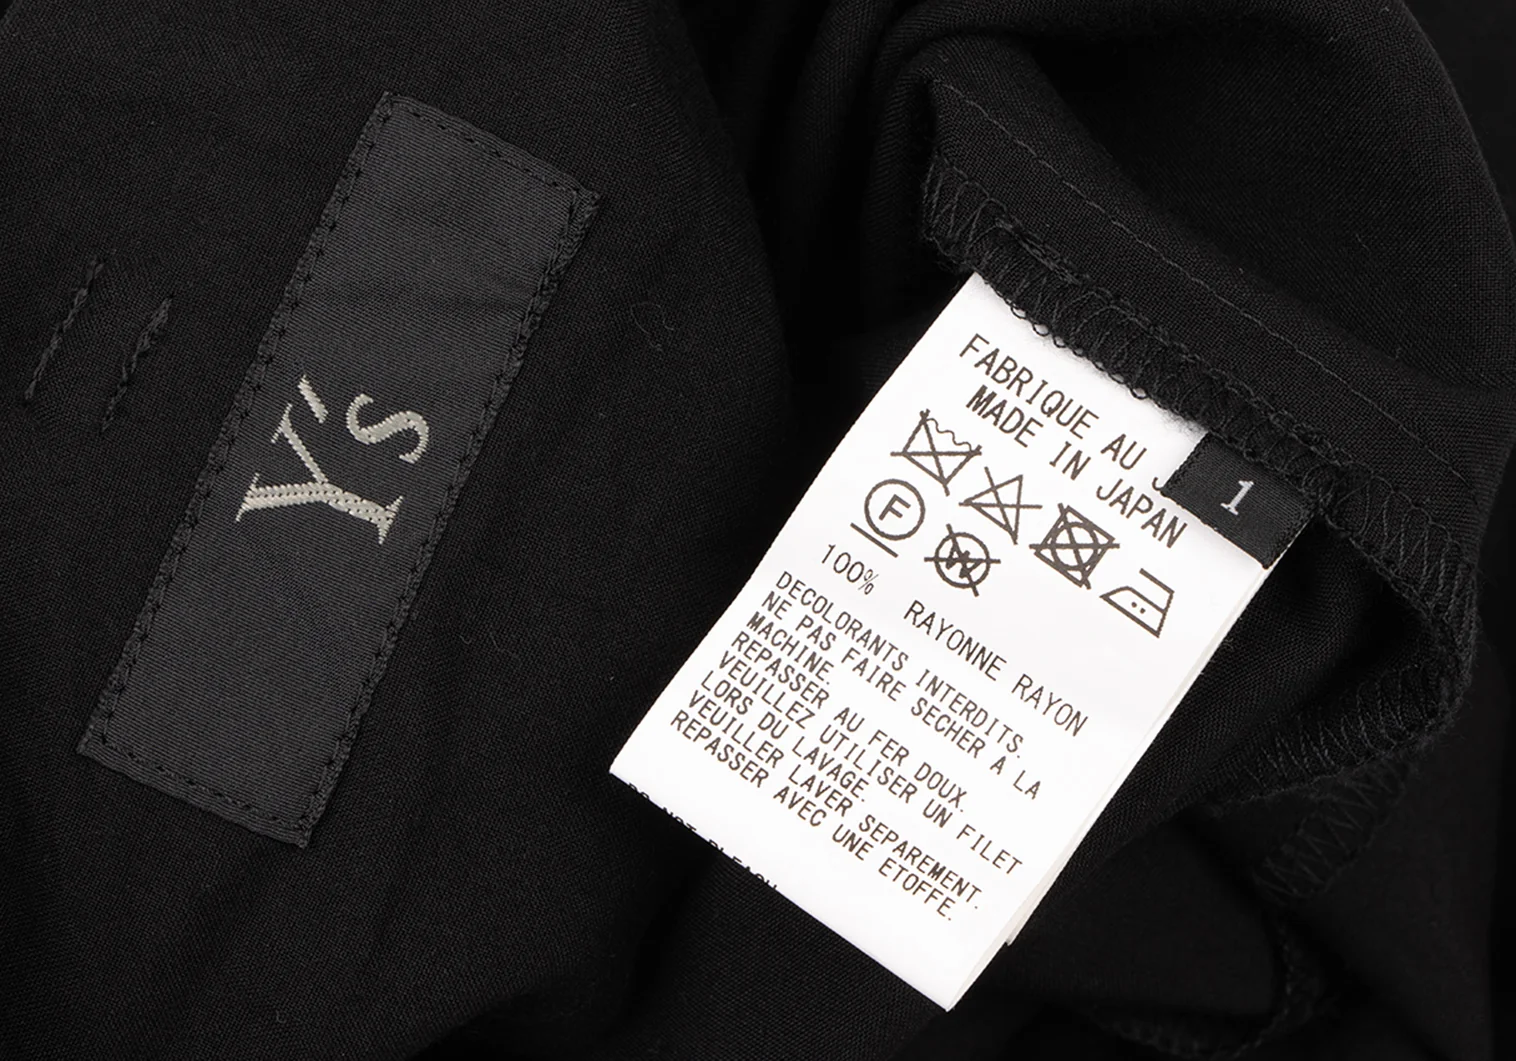 Y's
FABRIQUE AU
MADE IN JAPAN
1
F
W
100% RAYONNE RAYON
DECOLORANTS INTERDITS.
NE PAS FAIRE SECHER A LA
MACHINE.
REPASSER AU FER DOUX.
VEUILLEZ UTILISER UN FILET
LORS DU LAVAGE.
VEUILLER LAVER SEPAREMENT.
REPASSER AVEC UNE ETOFFE.